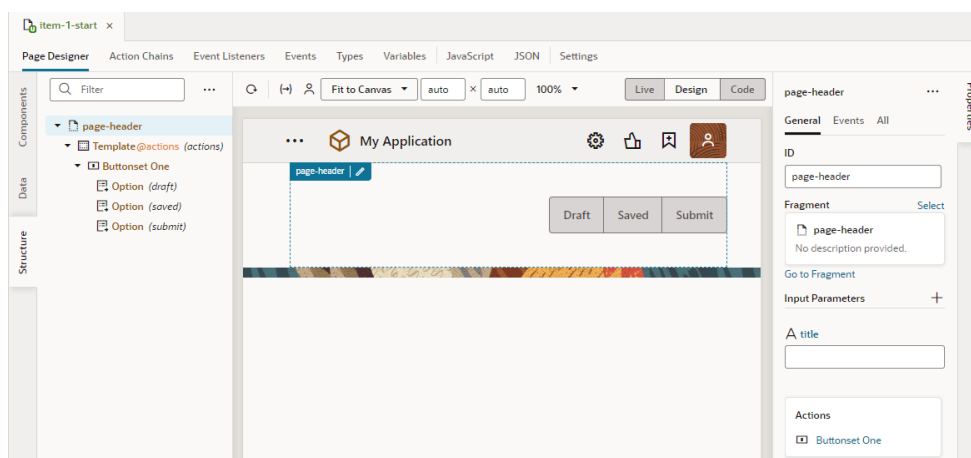 item-1-start ×
Page Designer Action Chains Event Listeners Events Types Variables JavaScript JSON Settings
Components
Data
Structure
Filter ...
page-header
Template@actions (actions)
Buttonset One
Option (draft)
Option (saved)
Option (submit)
Fit to Canvas auto × auto 100% Live Design Code
... My Application
page-header
Draft Saved Submit
page-header ...
Properties
General Events All
ID
page-header
Fragment Select
page-header
No description provided.
Go to Fragment
Input Parameters +
A title
Actions
Buttonset One